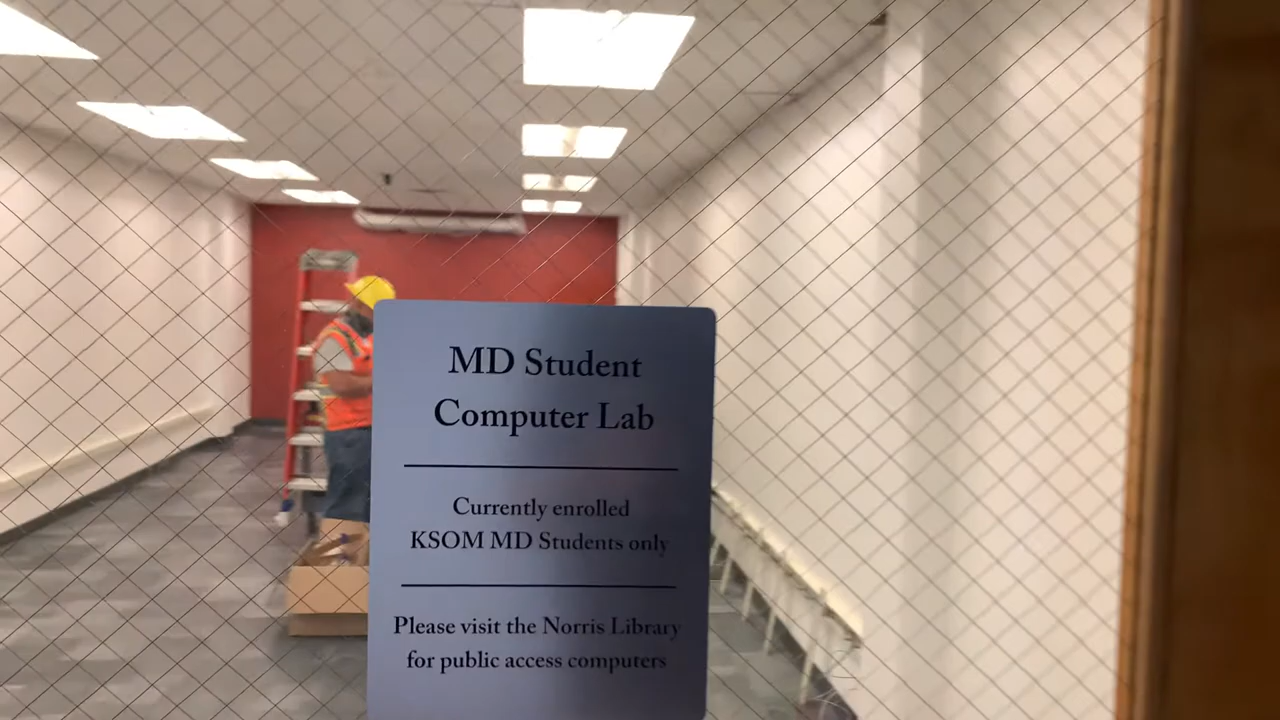 MD Student
Computer Lab
Currently enrolled
KSOM MD Students only
Please visit the Norris Library
for public access computers